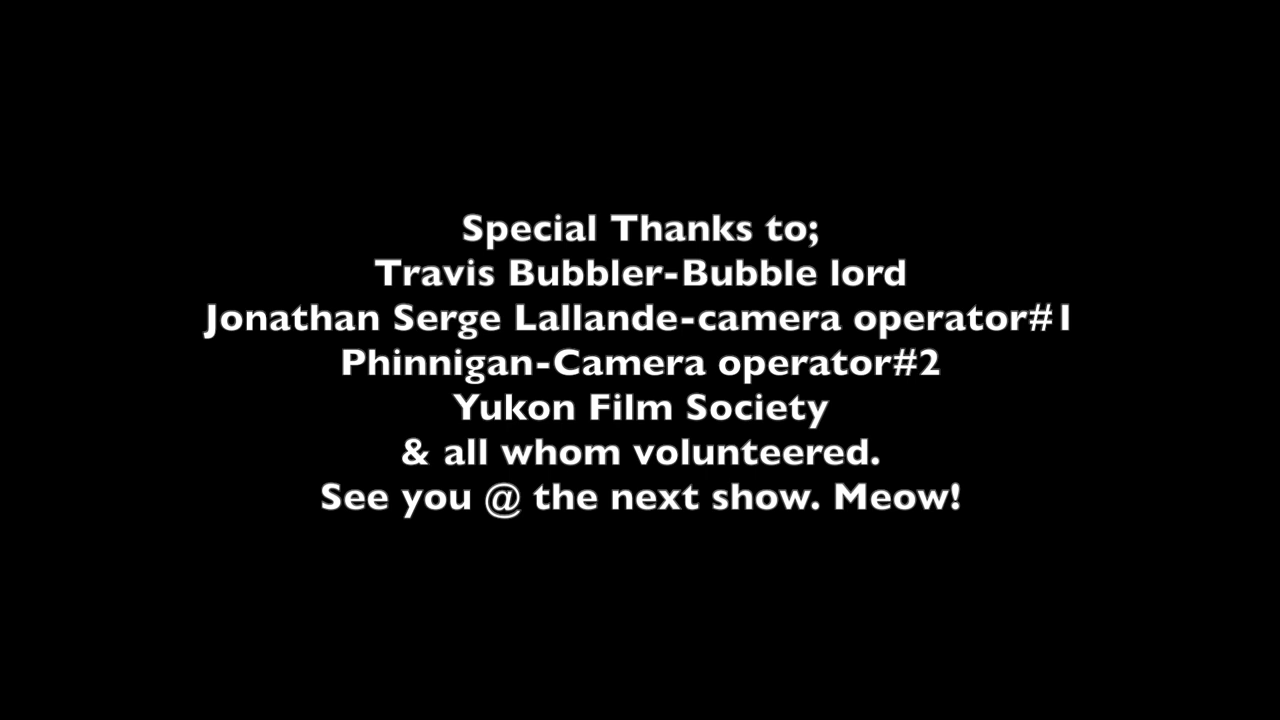 Special Thanks to;
Travis Bubbler-Bubble lord
Jonathan Serge Lallande-camera operator#1
Phinnigan-Camera operator#2
Yukon Film Society
& all whom volunteered.
See you @ the next show. Meow!